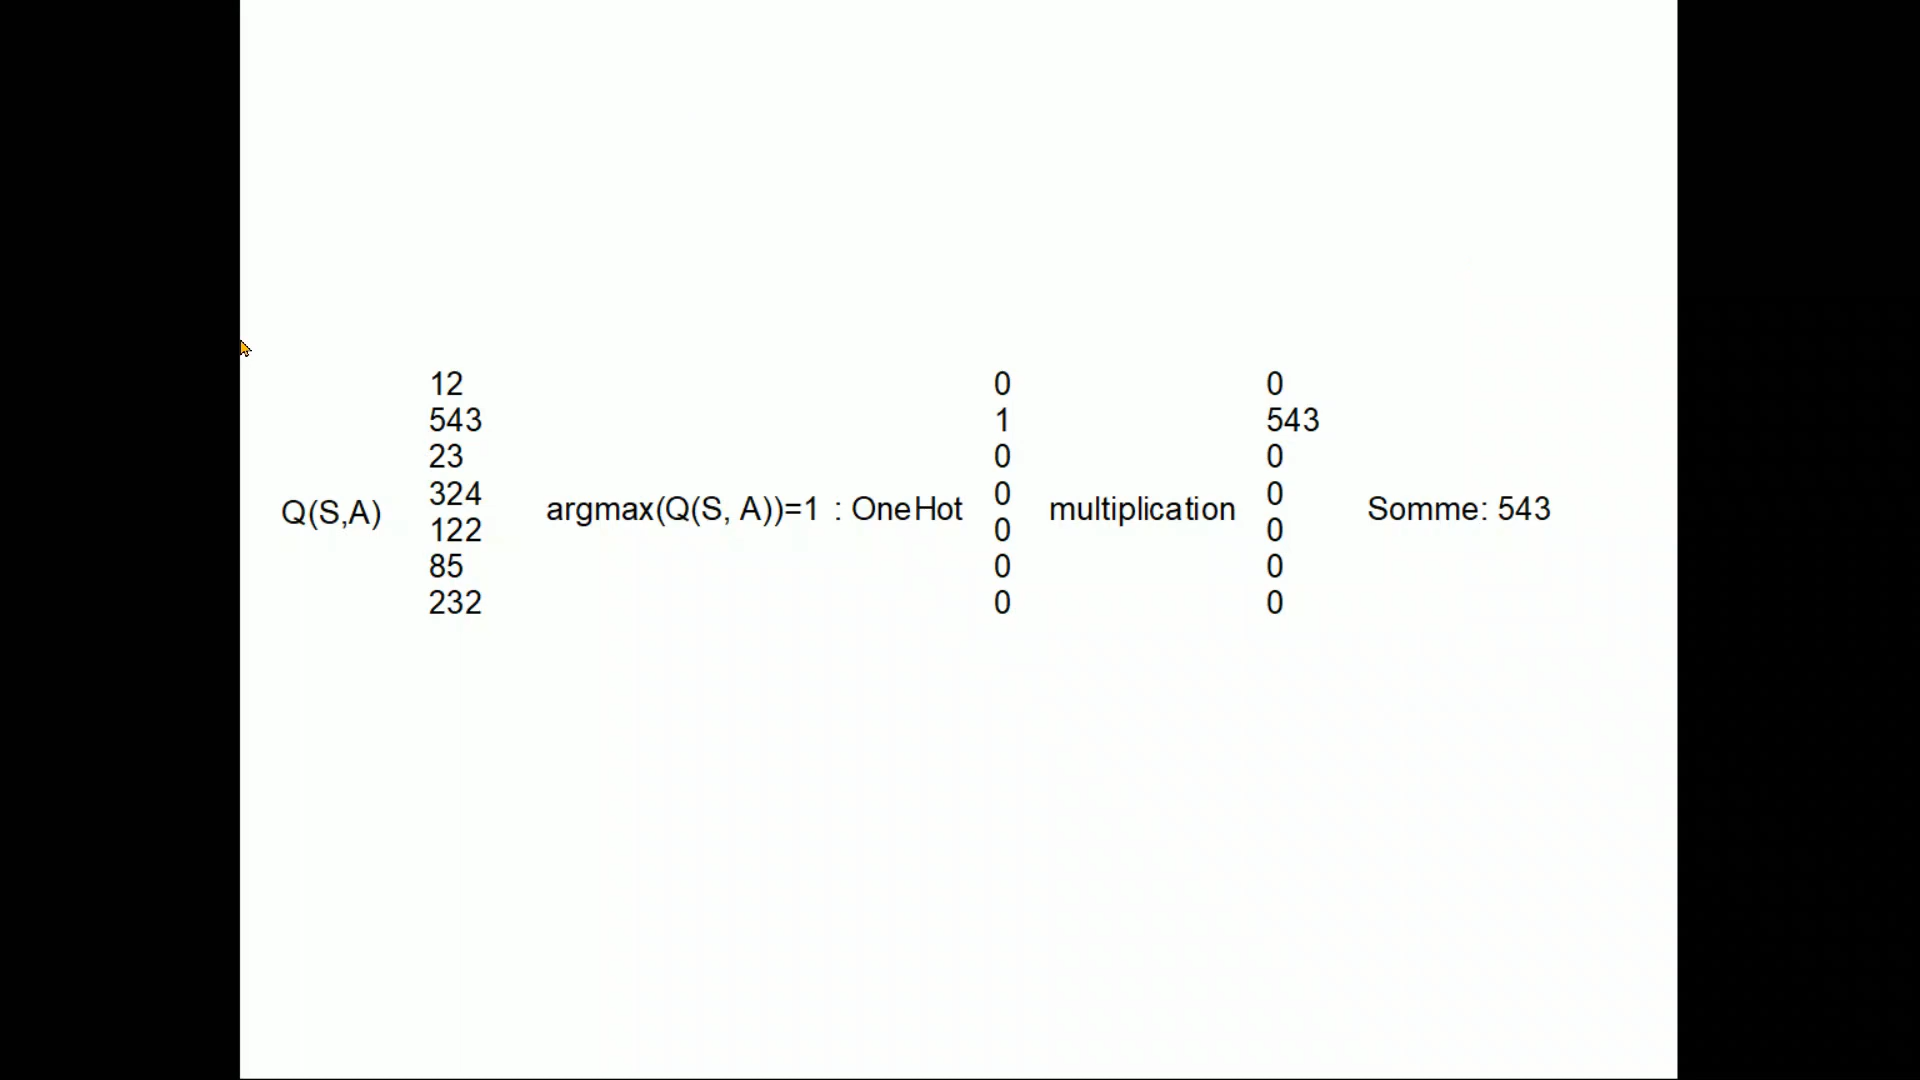 12 0 0
543 1 543
23 0 0
324 0 0
Q(S,A) argmax(Q(S, A))=1 : OneHot multiplication Somme: 543
122 0 0
85 0 0
232 0 0